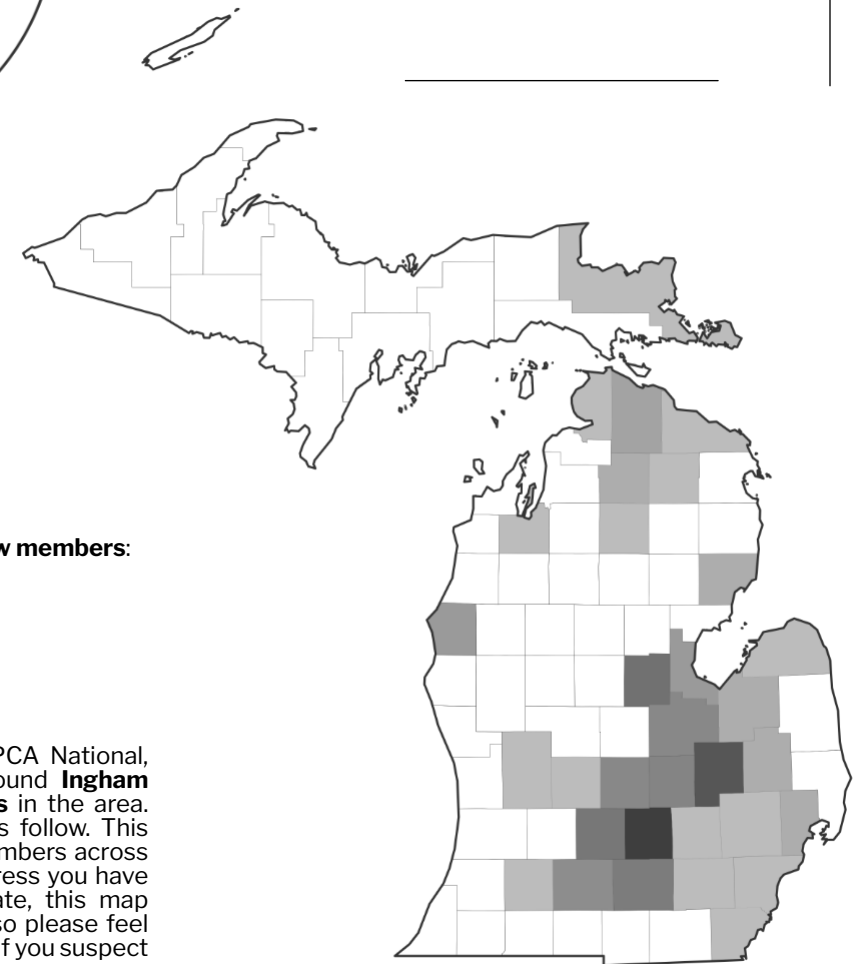 w members:
PCA National,
ound Ingham
s in the area.
s follow. This
mbers across
ress you have
ate, this map
so please feel
if you suspect